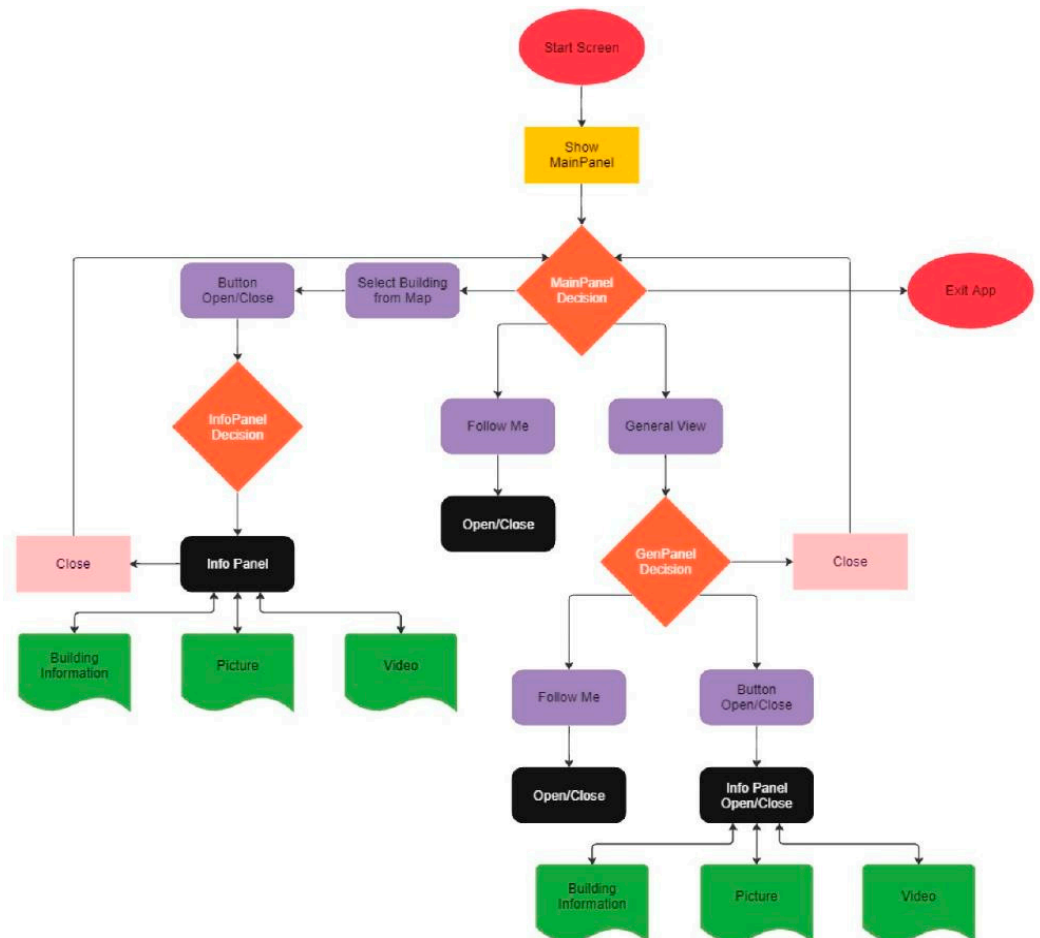 Start Screen
Show
MainPanel
MainPanel
Decision
Exit App
Select Building
from Map
Button
Open/Close
InfoPanel
Decision
Follow Me
General View
Open/Close
GenPanel
Decision
Close
Close
Info Panel
Building
Information
Picture
Video
Follow Me
Button
Open/Close
Open/Close
Info Panel
Open/Close
Building
Information
Picture
Video